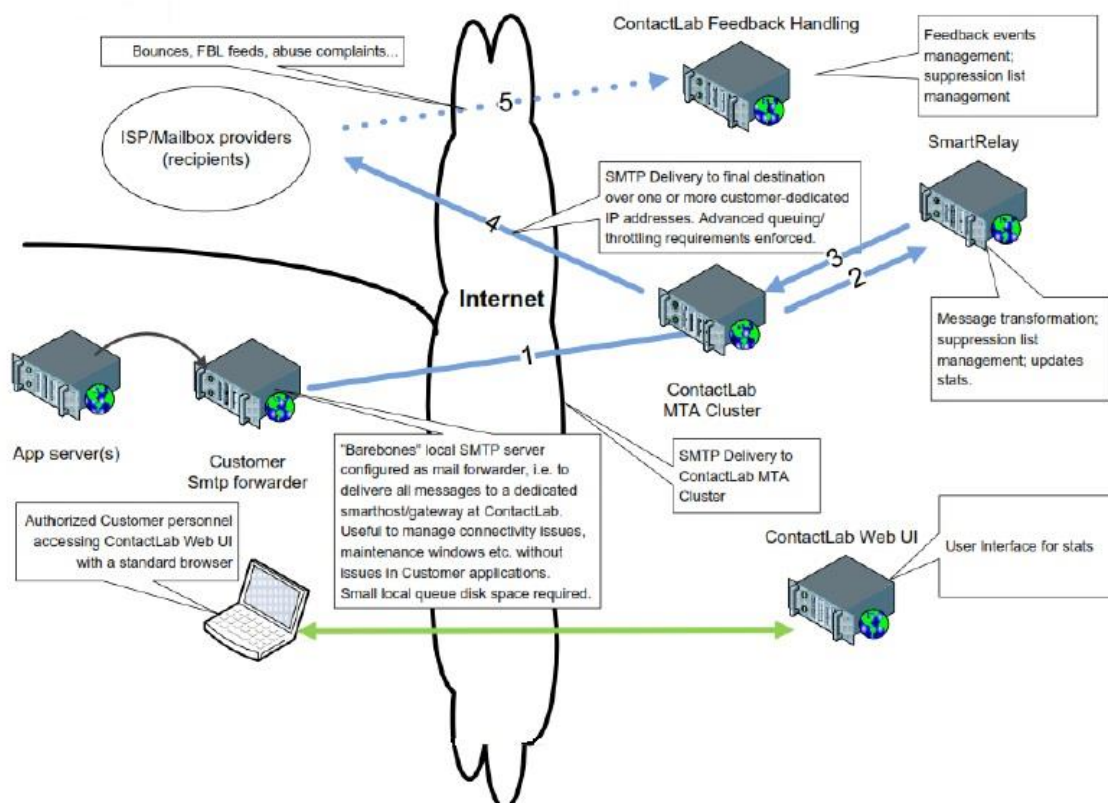 ContactLab Feedback Handling
Bounces, FBL feeds, abuse complaints...
Feedback events
management;
suppression list
management
5
ISP/Mailbox providers
(recipients)
SmartRelay
SMTP Delivery to final destination
over one or more customer-dedicated
IP addresses. Advanced queuing/
throttling requirements enforced.
4
3
2
Internet
Message transformation;
suppression list
management; updates
stats.
1
ContactLab
MTA Cluster
App server(s)
Customer
Smtp forwarder
"Barebones" local SMTP server
configured as mail forwarder, i.e. to
delivere all messages to a dedicated
smarthost/gateway at ContactLab.
Useful to manage connectivity issues,
maintenance windows etc. without
issues in Customer applications.
Small local queue disk space required.
SMTP Delivery to
ContactLab MTA
Cluster
Authorized Customer personnel
accessing ContactLab Web UI
with a standard browser
ContactLab Web UI
User Interface for stats